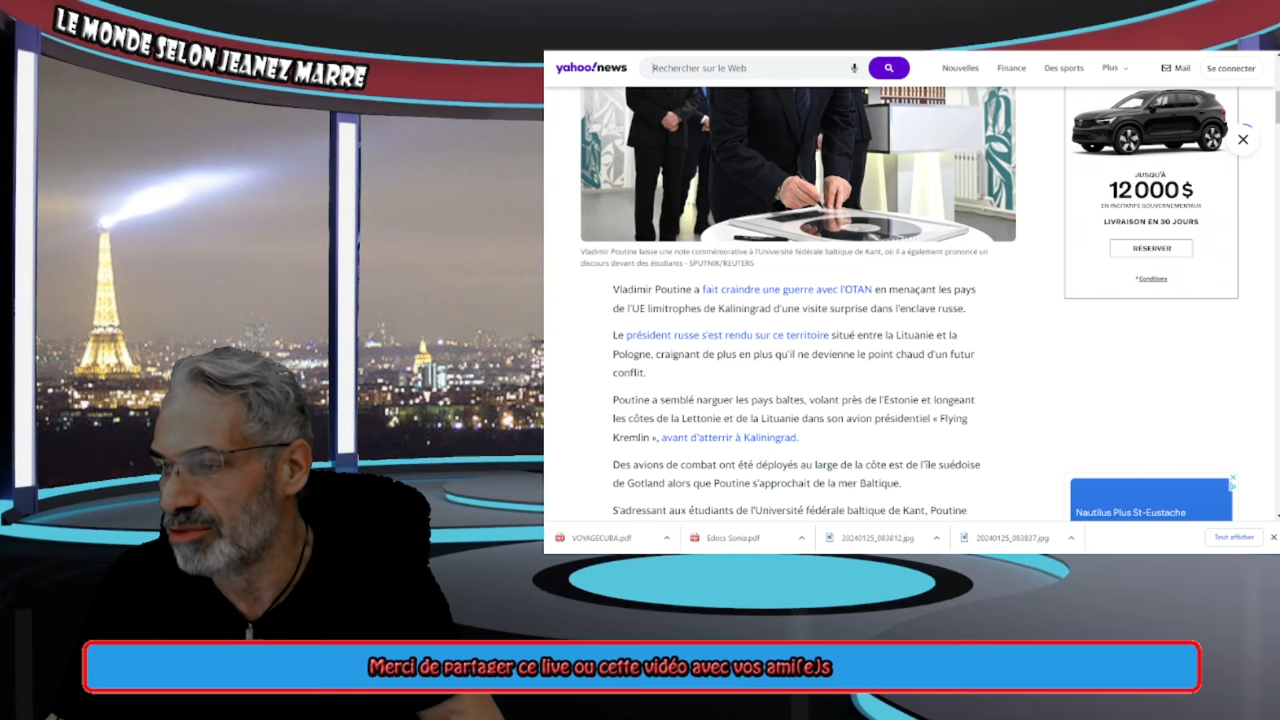 LE MONDE SELON JEANEZ MARRE
yahoo!news
Rechercher sur le Web
Nouvelles
Finance
Des sports
Plus
Mail
Se connecter
JUSQU'À
12 000 $
EN INCITATIFS GOUVERNEMENTAUX
LIVRAISON EN 30 JOURS
RÉSERVER
* Conditions
Vladimir Poutine laisse une note commémorative à l'Université fédérale baltique de Kant, où il a également prononcé un
discours devant des étudiants - SPUTNIK/REUTERS
Vladimir Poutine a fait craindre une guerre avec l'OTAN en menaçant les pays
de l'UE limitrophes de Kaliningrad d'une visite surprise dans l'enclave russe.
Le président russe s'est rendu sur ce territoire situé entre la Lituanie et la
Pologne, craignant de plus en plus qu'il ne devienne le point chaud d'un futur
conflit.
Poutine a semblé narguer les pays baltes, volant près de l'Estonie et longeant
les côtes de la Lettonie et de la Lituanie dans son avion présidentiel « Flying
Kremlin », avant d'atterrir à Kaliningrad.
Des avions de combat ont été déployés au large de la côte est de l'île suédoise
de Gotland alors que Poutine s'approchait de la mer Baltique.
S'adressant aux étudiants de l'Université fédérale baltique de Kant, Poutine
Nautilus Plus St-Eustache
VOYAGECUBA.pdf
Edocs Sonia.pdf
20240125_083812.jpg
20240125_083837.jpg
Tout afficher
Merci de partager ce live ou cette vidéo avec vos ami(e)s